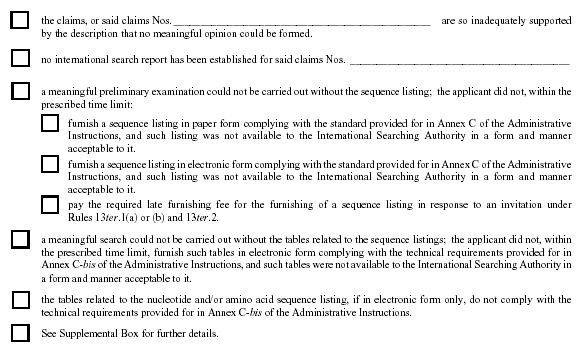 the claims, or said claims Nos. ________________________________________ are so inadequately supported
by the description that no meaningful opinion could be formed.
no international search report has been established for said claims Nos. ___________________________________
a meaningful preliminary examination could not be carried out without the sequence listing; the applicant did not, within the
prescribed time limit:
furnish a sequence listing in paper form complying with the standard provided for in Annex C of the Administrative
Instructions, and such listing was not available to the International Searching Authority in a form and manner
acceptable to it.
furnish a sequence listing in electronic form complying with the standard provided for in Annex C of the Administrative
Instructions, and such listing was not available to the International Searching Authority in a form and manner
acceptable to it.
pay the required late furnishing fee for the furnishing of a sequence listing in response to an invitation under
Rules 13ter.1(a) or (b) and 13ter.2.
a meaningful search could not be carried out without the tables related to the sequence listings; the applicant did not, within
the prescribed time limit, furnish such tables in electronic form complying with the technical requirements provided for in
Annex C-bis of the Administrative Instructions, and such tables were not available to the International Searching Authority in
a form and manner acceptable to it.
the tables related to the nucleotide and/or amino acid sequence listing, if in electronic form only, do not comply with the
technical requirements provided for in Annex C-bis of the Administrative Instructions.
See Supplemental Box for further details.